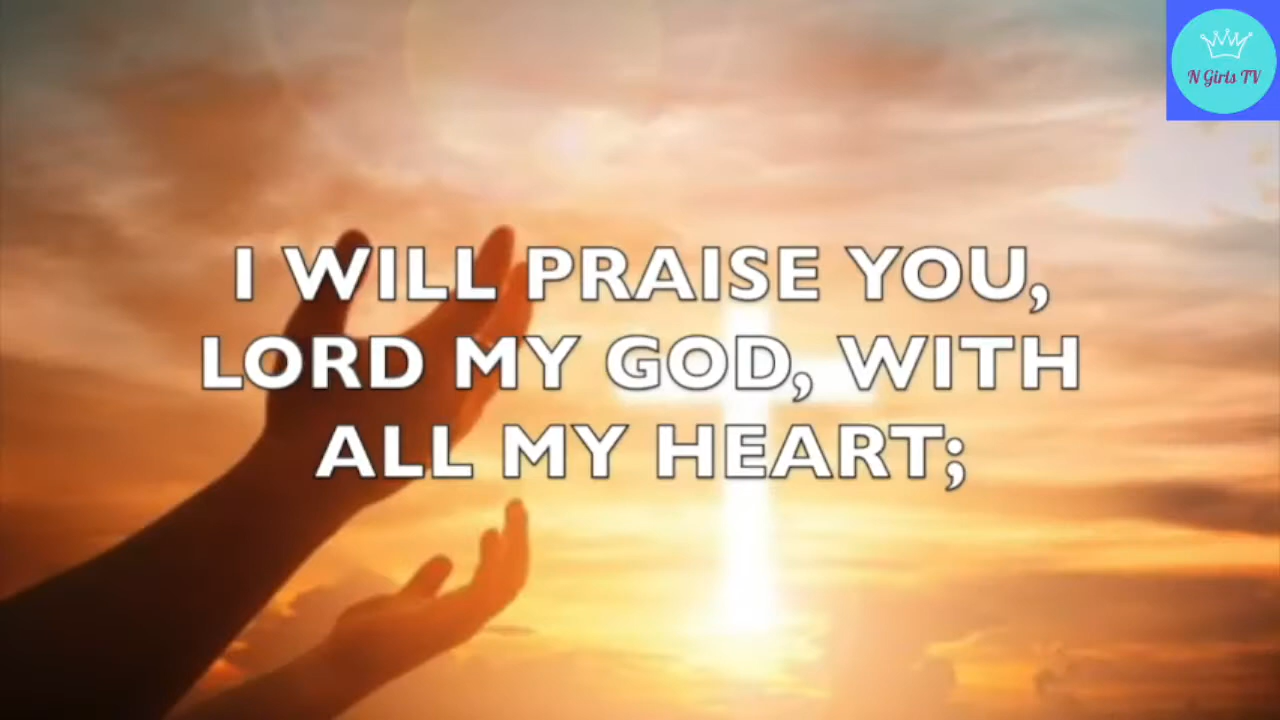 N Girls TV
I WILL PRAISE YOU,
LORD MY GOD, WITH
ALL MY HEART;